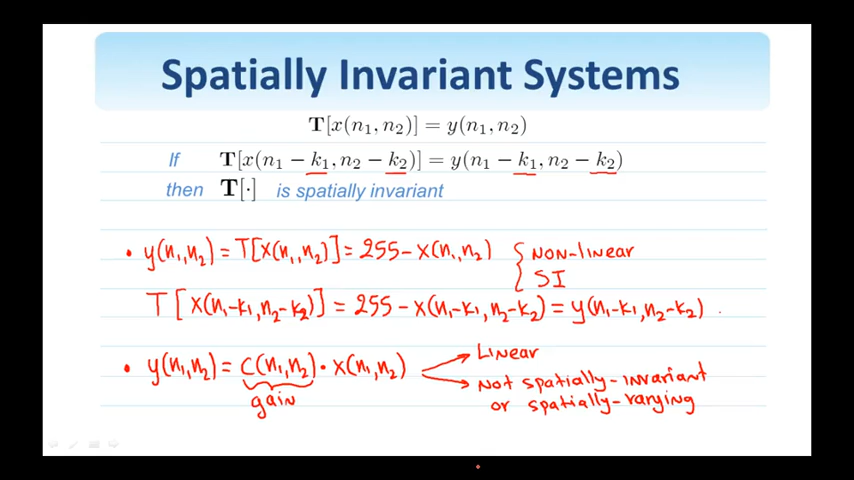 Spatially Invariant Systems
T[x(n₁, n₂)] = y(n₁, n₂)
If T[x(n₁ − k₁, n₂ − k₂)] = y(n₁ − k₁, n₂ − k₂)
then T[·] is spatially invariant
• y(n₁,n₂) = T[x(n₁,n₂)] = 255 − x(n₁,n₂) { NON-linear
SI
T[x(n₁-k₁,n₂-k₂)] = 255 − x(n₁-k₁,n₂-k₂) = y(n₁-k₁,n₂-k₂)
• y(n₁,n₂) = c(n₁,n₂) · x(n₁,n₂) → Linear
→ Not spatially-invariant
gain or spatially-varying